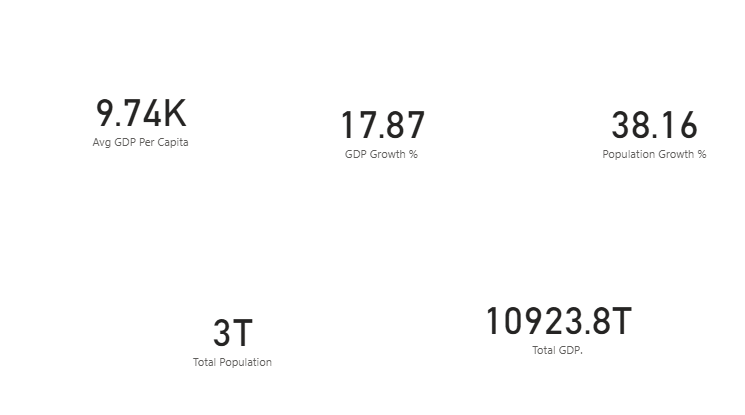 9.74K
Avg GDP Per Capita
17.87
GDP Growth %
38.16
Population Growth %
3T
Total Population
10923.8T
Total GDP.